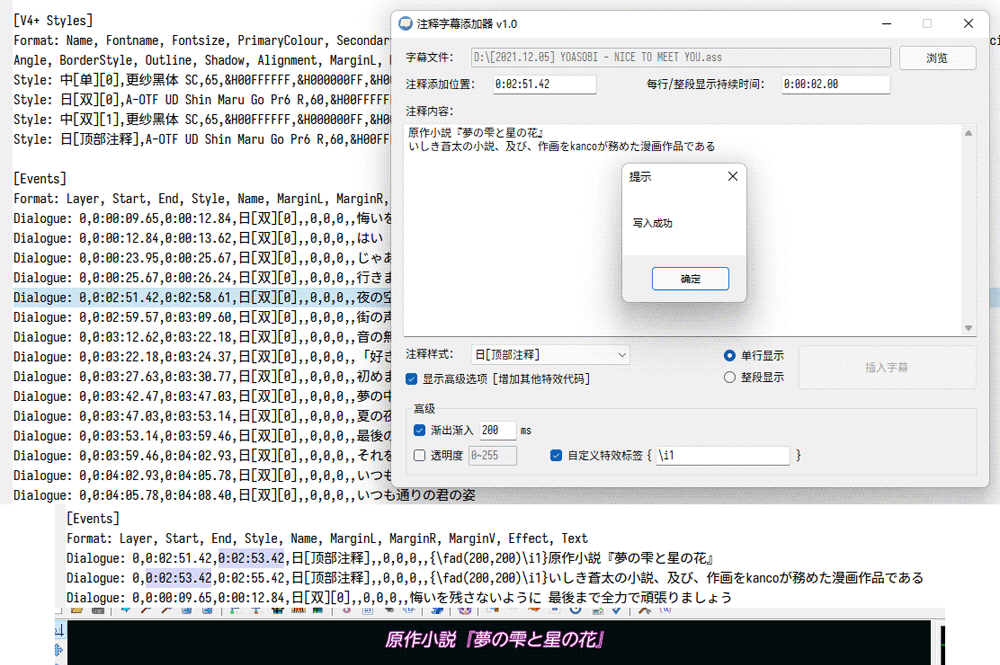 [V4+ Styles]
Format: Name, Fontname, Fontsize, PrimaryColour, Secondar
Angle, BorderStyle, Outline, Shadow, Alignment, MarginL,
Style: 中[单][0],更纱黑体 SC,65,&H00FFFFFF,&H000000FF,&H0
Style: 日[双][0],A-OTF UD Shin Maru Go Pr6 R,60,&H00FFFFF
Style: 中[双][1],更纱黑体 SC,65,&H00FFFFFF,&H000000FF,&H0
Style: 日[顶部注释],A-OTF UD Shin Maru Go Pr6 R,60,&H00FF
[Events]
Format: Layer, Start, End, Style, Name, MarginL, MarginR,
Dialogue: 0,0:00:09.65,0:00:12.84,日[双][0],,0,0,0,,悔いを
Dialogue: 0,0:00:12.84,0:00:13.62,日[双][0],,0,0,0,,はい
Dialogue: 0,0:00:23.95,0:00:25.67,日[双][0],,0,0,0,,じゃあ
Dialogue: 0,0:00:25.67,0:00:26.24,日[双][0],,0,0,0,,行きま
Dialogue: 0,0:02:51.42,0:02:58.61,日[双][0],,0,0,0,,夜の空
Dialogue: 0,0:02:59.57,0:03:09.60,日[双][0],,0,0,0,,街の声
Dialogue: 0,0:03:12.62,0:03:22.18,日[双][0],,0,0,0,,音の無
Dialogue: 0,0:03:22.18,0:03:24.37,日[双][0],,0,0,0,,「好き
Dialogue: 0,0:03:27.63,0:03:30.77,日[双][0],,0,0,0,,初めま
Dialogue: 0,0:03:42.47,0:03:47.03,日[双][0],,0,0,0,,夢の中
Dialogue: 0,0:03:47.03,0:03:53.14,日[双][0],,0,0,0,,夏の夜
Dialogue: 0,0:03:53.14,0:03:59.46,日[双][0],,0,0,0,,最後の
Dialogue: 0,0:03:59.46,0:04:02.93,日[双][0],,0,0,0,,それを
Dialogue: 0,0:04:02.93,0:04:05.78,日[双][0],,0,0,0,,いつも
Dialogue: 0,0:04:05.78,0:04:08.40,日[双][0],,0,0,0,,いつも通りの君の姿
注释字幕添加器 v1.0
字幕文件: D:\[2021.12.05] YOASOBI - NICE TO MEET YOU.ass 浏览
注释添加位置: 0:02:51.42 每行/整段显示持续时间: 0:00:02.00
注释内容:
原作小説『夢の雫と星の花』
いしき蒼太の小説、及び、作画をkancoが務めた漫画作品である
提示
写入成功
确定
注释样式: 日[顶部注释] 单行显示
整段显示
插入字幕
显示高级选项 [增加其他特效代码]
高级
渐出渐入 200 ms
透明度 0~255 自定义特效标签 { \i1 }
[Events]
Format: Layer, Start, End, Style, Name, MarginL, MarginR, MarginV, Effect, Text
Dialogue: 0,0:02:51.42,0:02:53.42,日[顶部注释],,0,0,0,,{\fad(200,200)\i1}原作小説『夢の雫と星の花』
Dialogue: 0,0:02:53.42,0:02:55.42,日[顶部注释],,0,0,0,,{\fad(200,200)\i1}いしき蒼太の小説、及び、作画をkancoが務めた漫画作品である
Dialogue: 0,0:00:09.65,0:00:12.84,日[双][0],,0,0,0,,悔いを残さないように 最後まで全力で頑張りましょう
原作小説『夢の雫と星の花』